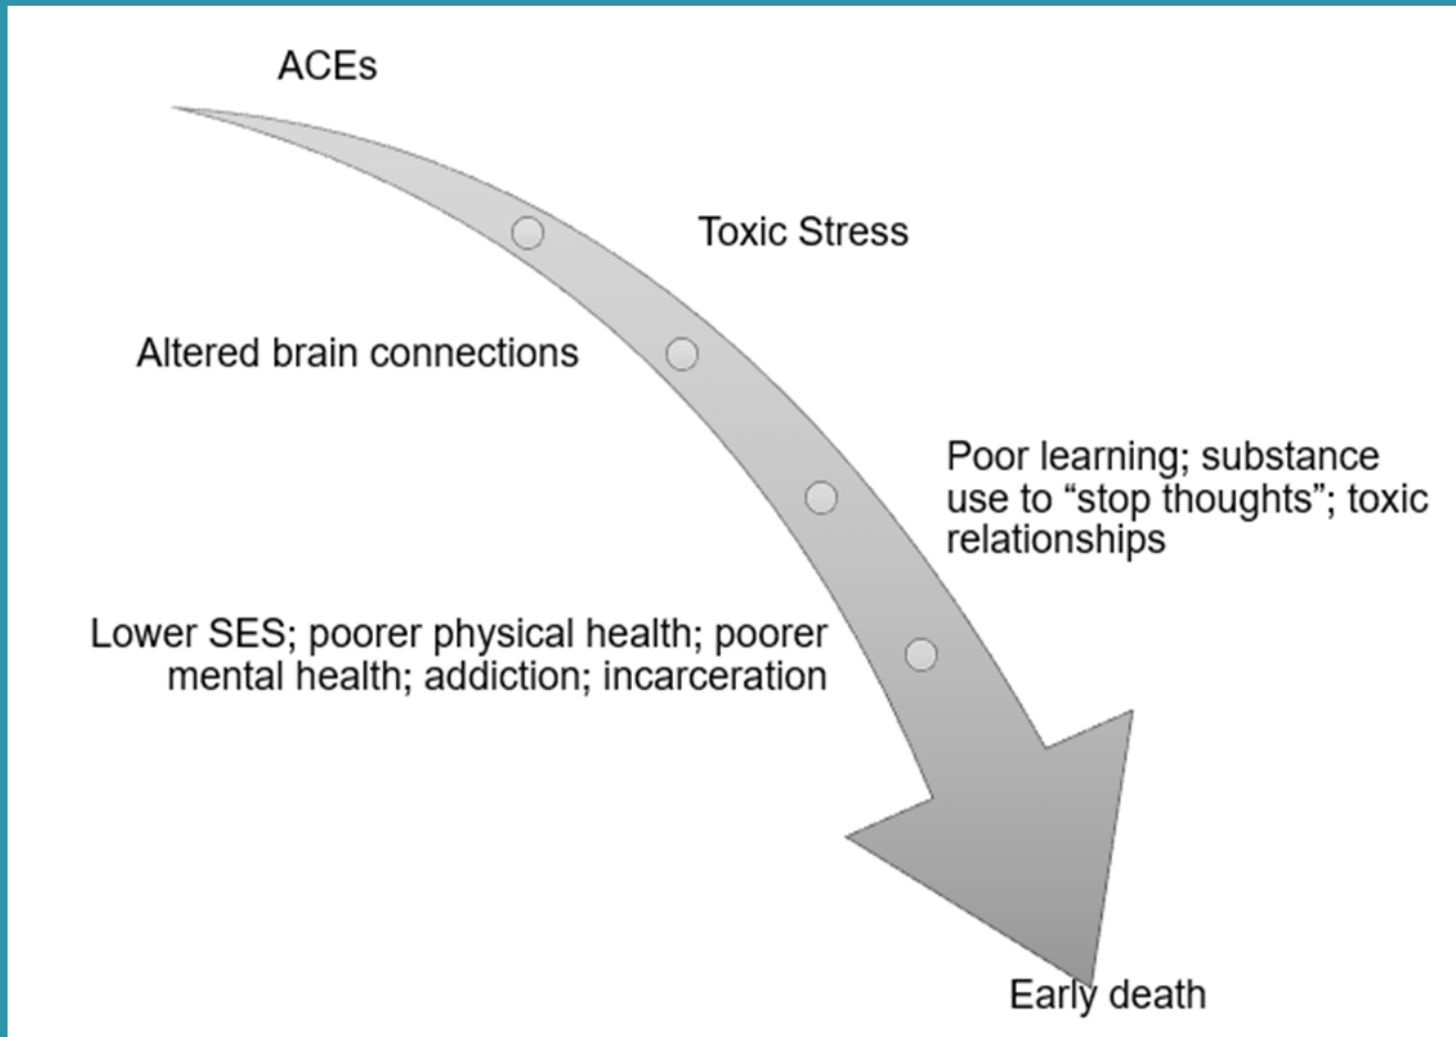 ACEs
Toxic Stress
Altered brain connections
Poor learning; substance
use to “stop thoughts”; toxic
relationships
Lower SES; poorer physical health; poorer
mental health; addiction; incarceration
Early death